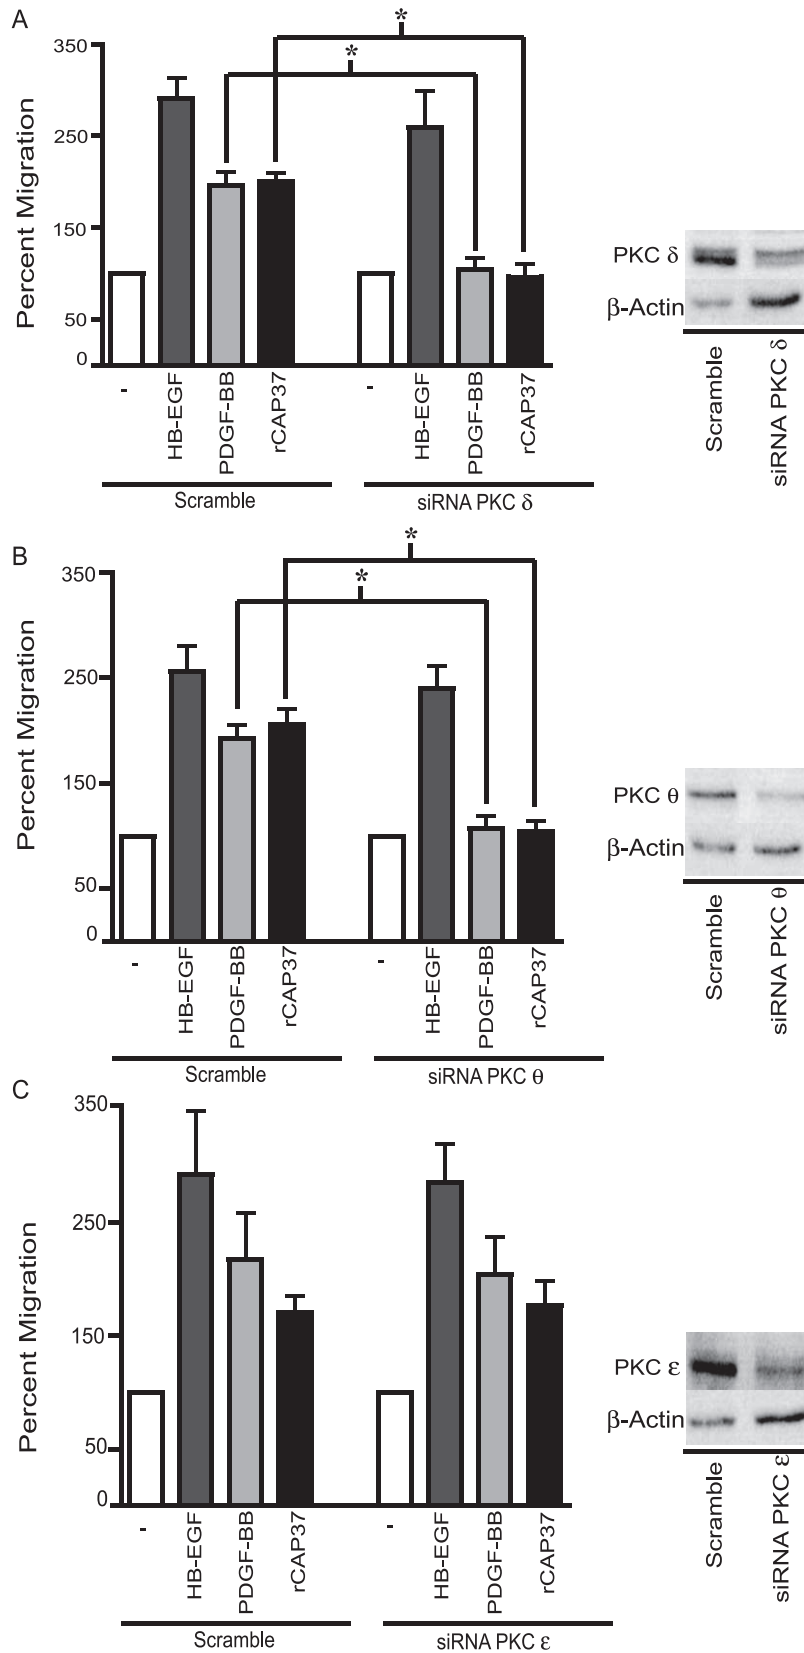 A
Percent Migration
350
250
150
50
0
*
*
-
HB-EGF
PDGF-BB
rCAP37
-
HB-EGF
PDGF-BB
rCAP37
Scramble
siRNA PKC δ
PKC δ
β-Actin
Scramble
siRNA PKC δ
B
Percent Migration
350
250
150
50
0
*
*
-
HB-EGF
PDGF-BB
rCAP37
-
HB-EGF
PDGF-BB
rCAP37
Scramble
siRNA PKC θ
PKC θ
β-Actin
Scramble
siRNA PKC θ
C
Percent Migration
350
250
150
50
0
-
HB-EGF
PDGF-BB
rCAP37
-
HB-EGF
PDGF-BB
rCAP37
Scramble
siRNA PKC ε
PKC ε
β-Actin
Scramble
siRNA PKC ε